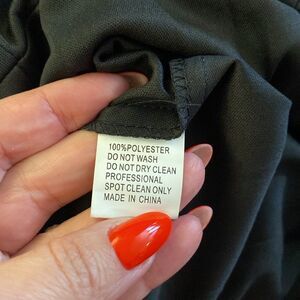 100%POLYESTER
DO NOT WASH
DO NOT DRY CLEAN
PROFESSIONAL
SPOT CLEAN ONLY
MADE IN CHINA